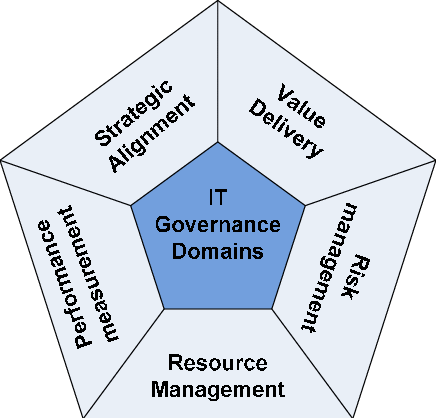 Strategic
Alignment
Value
Delivery
IT
Governance
Domains
Performance
measurement
Risk
management
Resource
Management